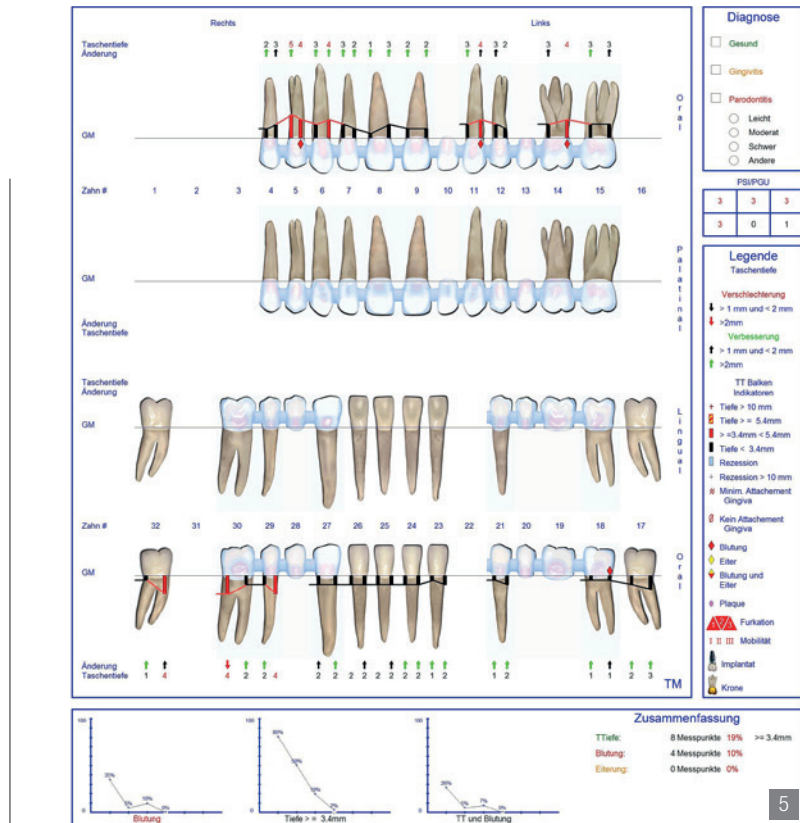 Rechts Links
Taschentiefe 2 3 5 4 3 4 3 2 1 3 2 2 3 4 3 2 3 4 3 3
Änderung
GM
Oral
Zahn # 1 2 3 4 5 6 7 8 9 10 11 12 13 14 15 16
GM
Palatinal
Änderung
Taschentiefe
Taschentiefe
Änderung
GM
Lingual
Zahn # 32 31 30 29 28 27 26 25 24 23 22 21 20 19 18 17
GM
Oral
Änderung
Taschentiefe 1 4 4 2 2 4 2 2 2 2 2 2 2 1 2 1 2 1 1 2 3
TM
Diagnose
Gesund
Gingivitis
Parodontitis
Leicht
Moderat
Schwer
Andere
PSI/PGU
3 3 3
3 0 1
Legende
Taschentiefe
Verschlechterung
> 1 mm und < 2 mm
>2mm
Verbesserung
> 1 mm und < 2 mm
>2mm
TT Balken
Indikatoren
Tiefe > 10 mm
Tiefe >= 5.4mm
> =3.4mm < 5.4mm
Tiefe < 3.4mm
Rezession
Rezession > 10 mm
Minim. Attachement
Gingiva
Kein Attachement
Gingiva
Blutung
Eiter
Blutung und
Eiter
Plaque
Furkation
I II III Mobilität
Implantat
Krone
100
0
Blutung
100
0
Tiefe > = 3.4mm
100
0
TT und Blutung
Zusammenfassung
TTiefe: 8 Messpunkte 19% >= 3.4mm
Blutung: 4 Messpunkte 10%
Eiterung: 0 Messpunkte 0%
5